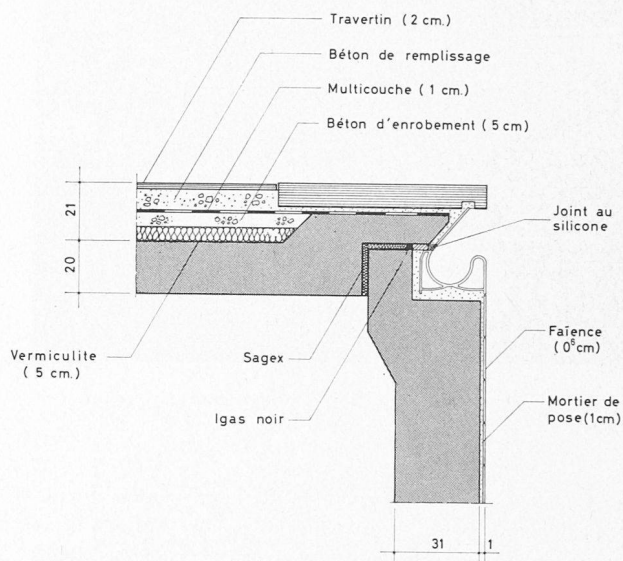 Travertin (2 cm.)
Béton de remplissage
Multicouche (1 cm.)
Béton d'enrobement (5 cm)
21
20
Joint au
silicone
Vermiculite
(5 cm.)
Sagex
Igas noir
Faïence
(0⁶cm)
Mortier de
pose (1cm)
31
1